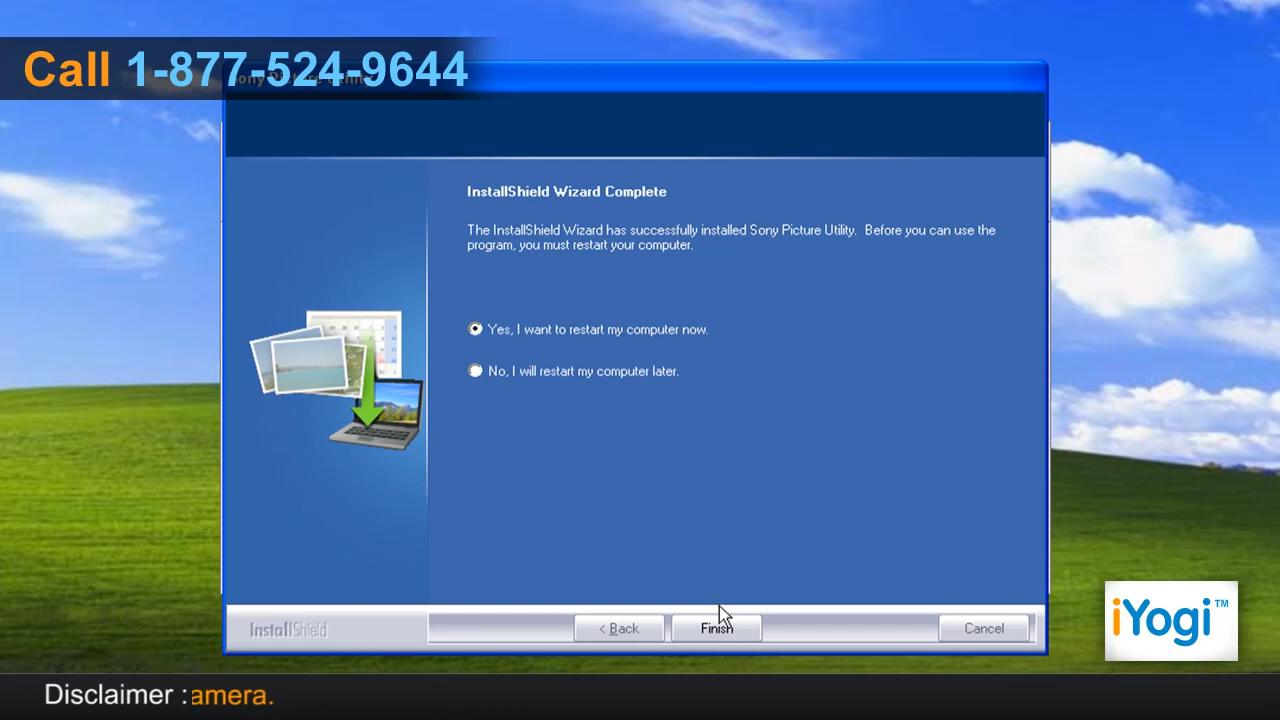 Call 1-877-524-9644
InstallShield Wizard Complete
The InstallShield Wizard has successfully installed Sony Picture Utility. Before you can use the
program, you must restart your computer.
Yes, I want to restart my computer now.
No, I will restart my computer later.
InstallShield
< Back
Finish
Cancel
iYogi™
Disclaimer : amera.